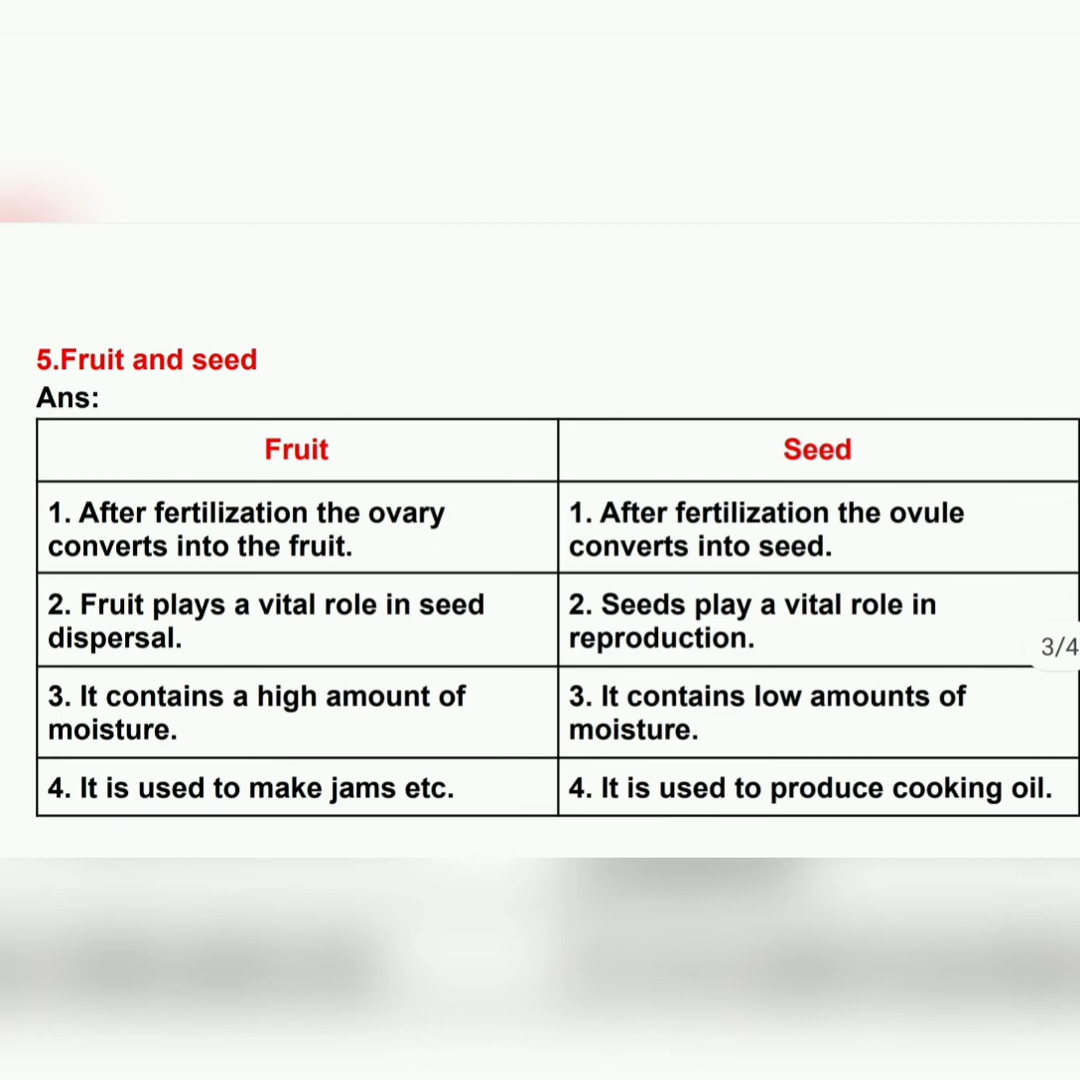 5.Fruit and seed
Ans:
Fruit
Seed
1. After fertilization the ovary
converts into the fruit.
1. After fertilization the ovule
converts into seed.
2. Fruit plays a vital role in seed
dispersal.
2. Seeds play a vital role in
reproduction.
3/4
3. It contains a high amount of
moisture.
3. It contains low amounts of
moisture.
4. It is used to make jams etc.
4. It is used to produce cooking oil.